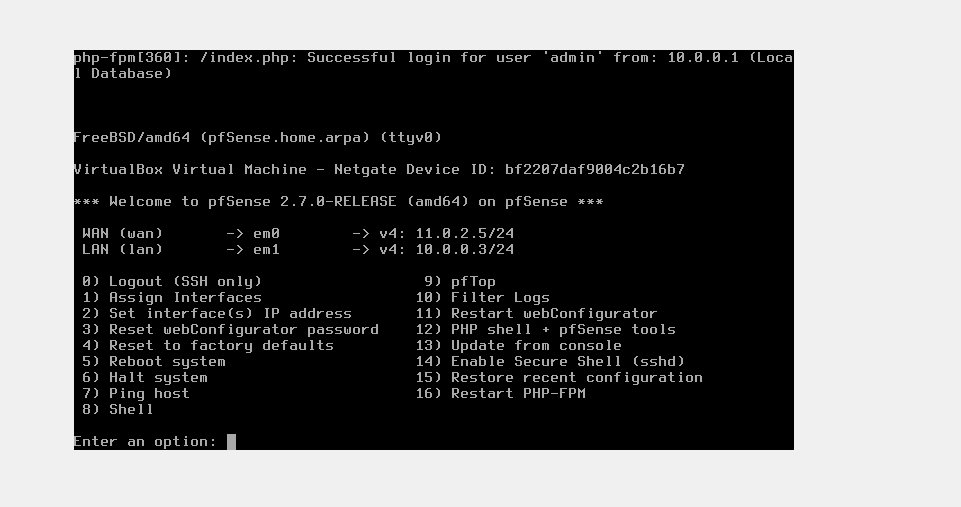 php-fpm[360]: /index.php: Successful login for user 'admin' from: 10.0.0.1 (Loca
l Database)
FreeBSD/amd64 (pfSense.home.arpa) (ttyv0)
VirtualBox Virtual Machine - Netgate Device ID: bf2207daf9004c2b16b7
*** Welcome to pfSense 2.7.0-RELEASE (amd64) on pfSense ***
WAN (wan)       -> em0        -> v4: 11.0.2.5/24
LAN (lan)       -> em1        -> v4: 10.0.0.3/24
0) Logout (SSH only)                  9) pfTop
1) Assign Interfaces                 10) Filter Logs
2) Set interface(s) IP address       11) Restart webConfigurator
3) Reset webConfigurator password    12) PHP shell + pfSense tools
4) Reset to factory defaults         13) Update from console
5) Reboot system                     14) Enable Secure Shell (sshd)
6) Halt system                       15) Restore recent configuration
7) Ping host                         16) Restart PHP-FPM
8) Shell
Enter an option: